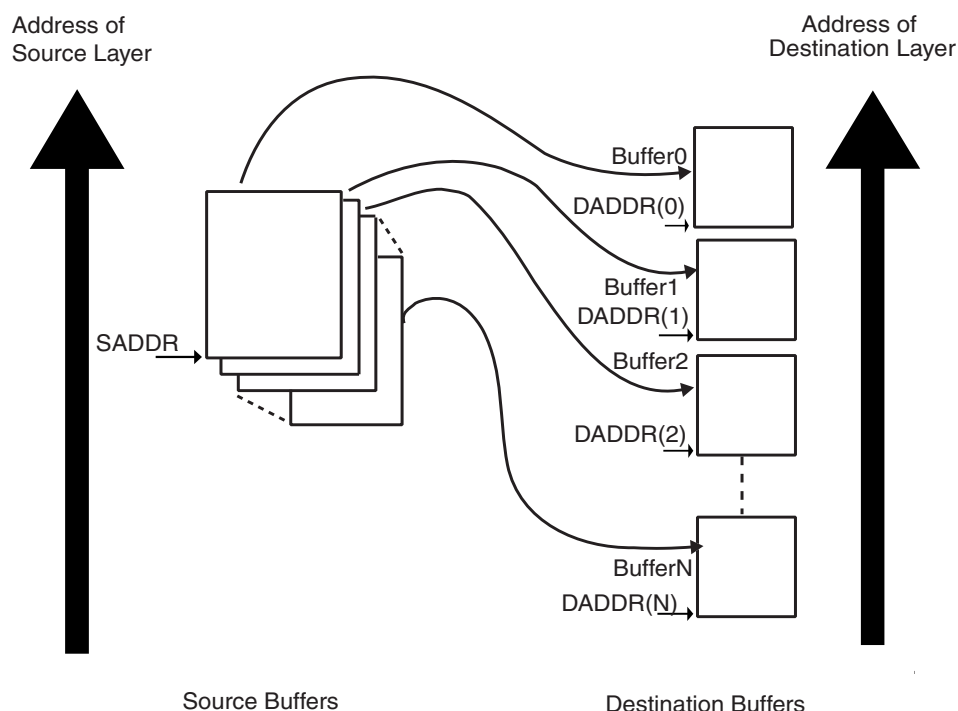 Address of
Source Layer
Address of
Destination Layer
Buffer0
DADDR(0)
Buffer1
DADDR(1)
SADDR
Buffer2
DADDR(2)
BufferN
DADDR(N)
Source Buffers
Destination Buffers